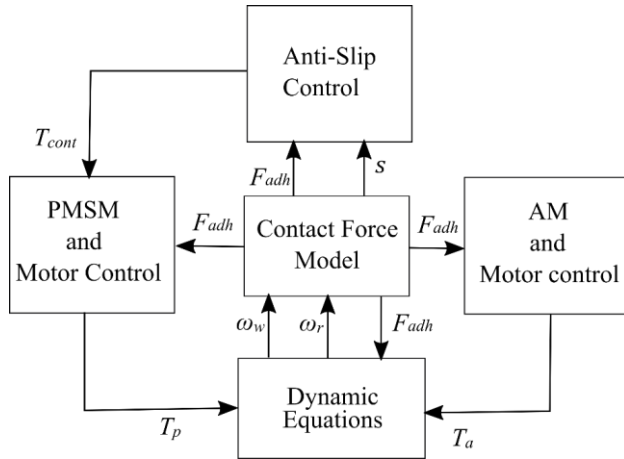 Anti-Slip
Control
T_cont
F_adh
s
PMSM
and
Motor Control
F_adh
Contact Force
Model
F_adh
AM
and
Motor control
ω_w
ω_r
F_adh
Dynamic
Equations
T_p
T_a